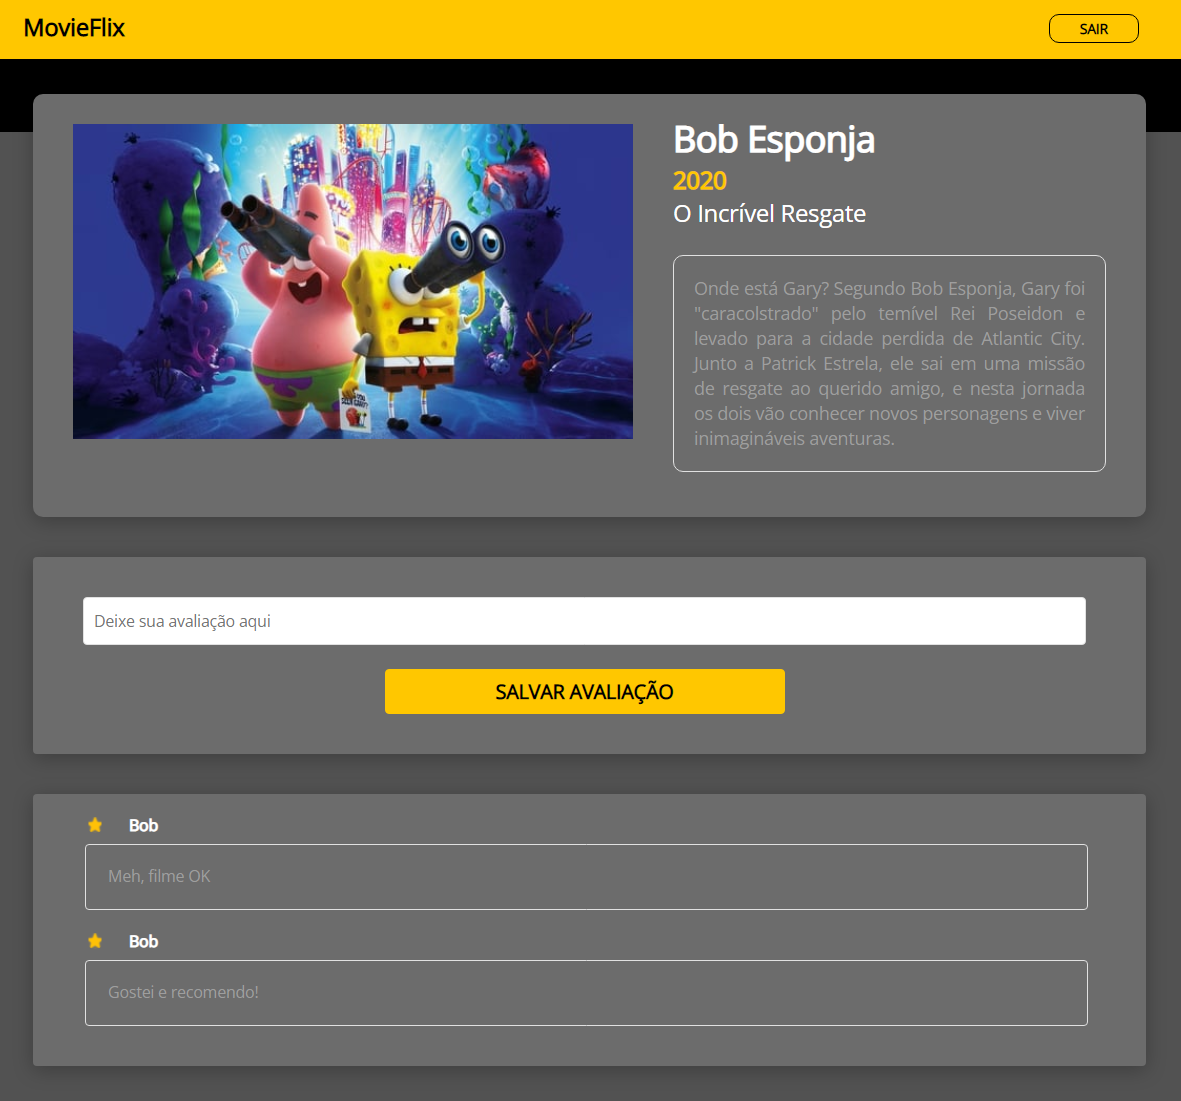 MovieFlix
SAIR
Bob Esponja
2020
O Incrível Resgate
Onde está Gary? Segundo Bob Esponja, Gary foi
"caracolstrado" pelo temível Rei Poseidon e
levado para a cidade perdida de Atlantic City.
Junto a Patrick Estrela, ele sai em uma missão
de resgate ao querido amigo, e nesta jornada
os dois vão conhecer novos personagens e viver
inimagináveis aventuras.
Deixe sua avaliação aqui
SALVAR AVALIAÇÃO
Bob
Meh, filme OK
Bob
Gostei e recomendo!